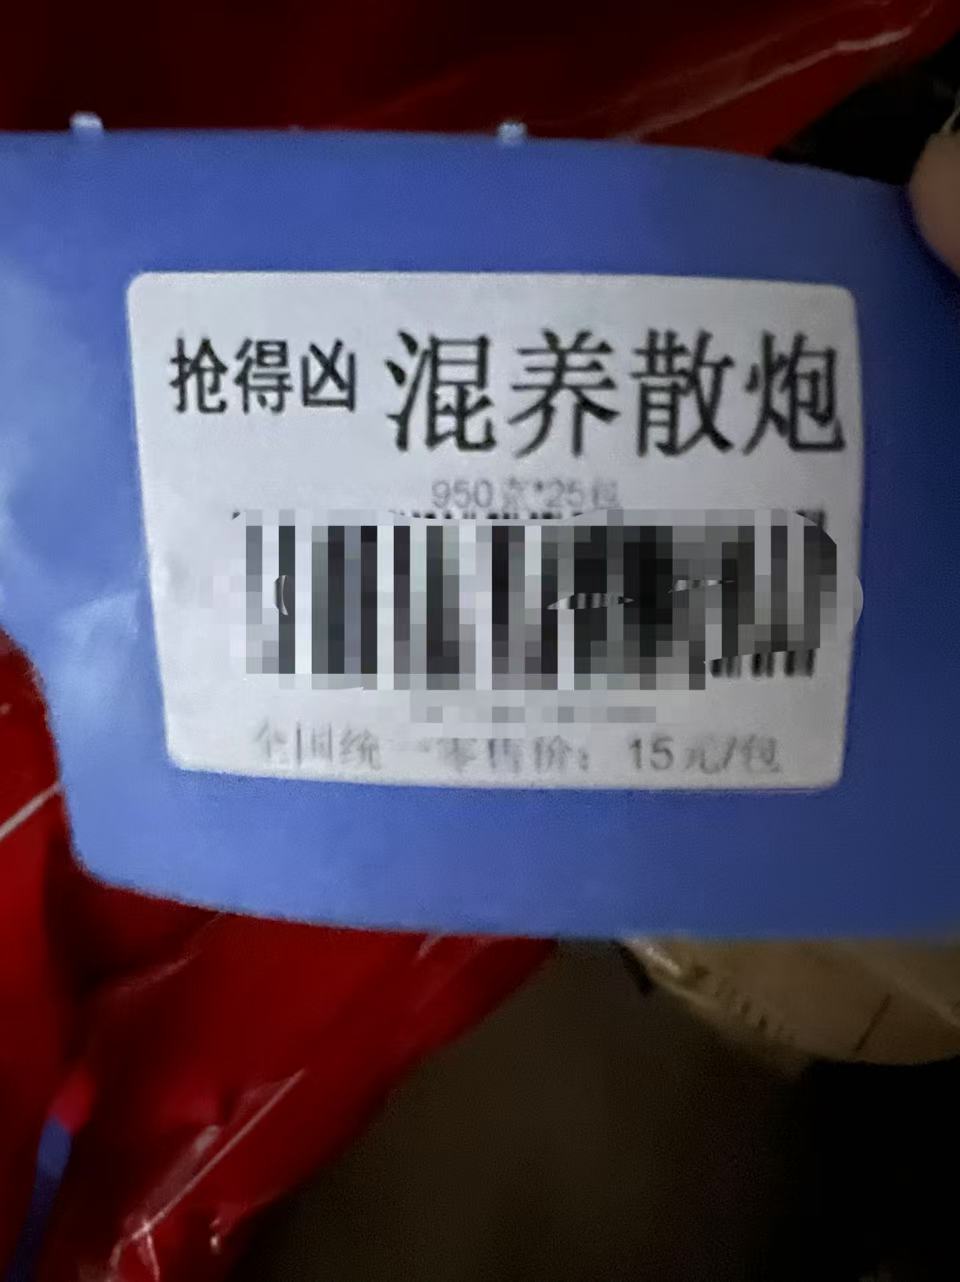 抢得凶 混养散炮
950克*25包
全国统一零售价：15元/包